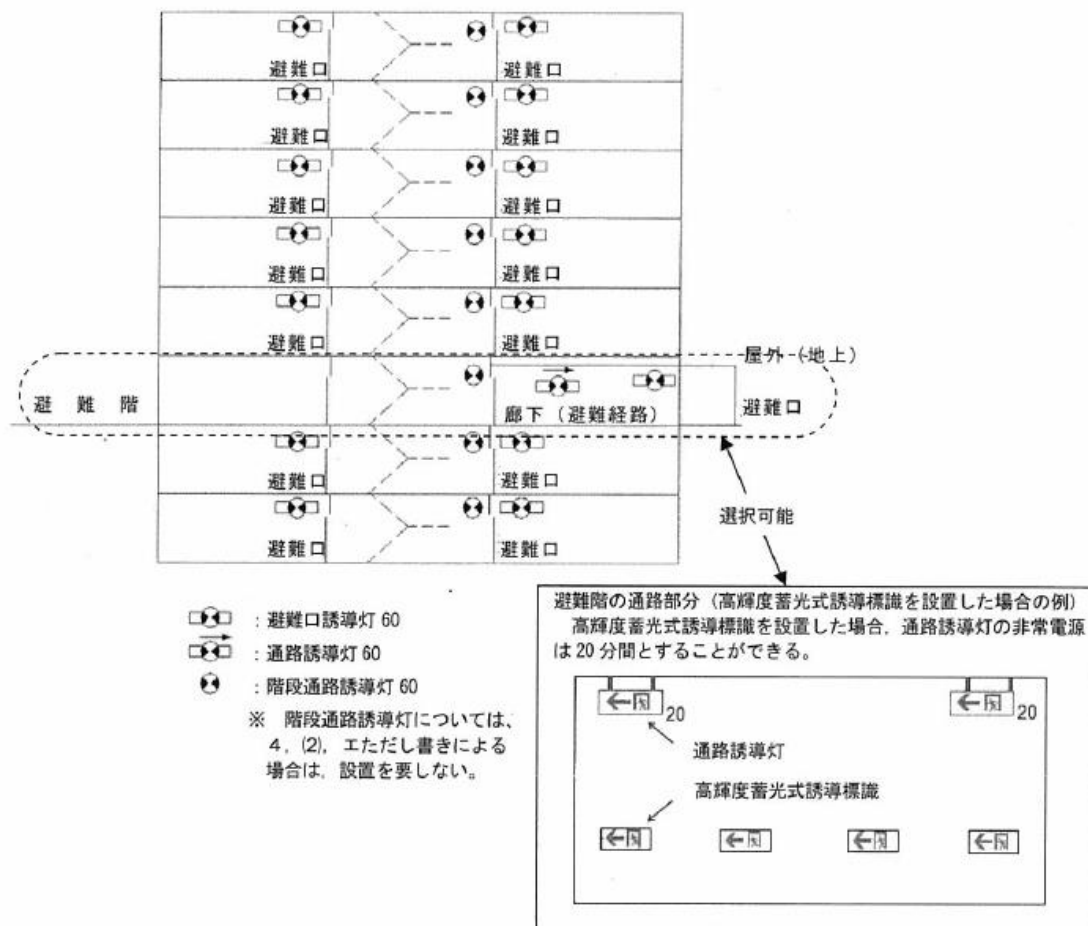 避難口 避難口
避難口 避難口
避難口 避難口
避難口 避難口
避難口 避難口
屋外(地上)
避難階
廊下(避難経路)
避難口
避難口 避難口
避難口 避難口
選択可能
:避難口誘導灯60
:通路誘導灯60
:階段通路誘導灯60
※ 階段通路誘導灯については、
4,(2),エただし書きによる
場合は,設置を要しない。
避難階の通路部分(高輝度蓄光式誘導標識を設置した場合の例)
高輝度蓄光式誘導標識を設置した場合,通路誘導灯の非常電源
は20分間とすることができる。
20 20
通路誘導灯
高輝度蓄光式誘導標識